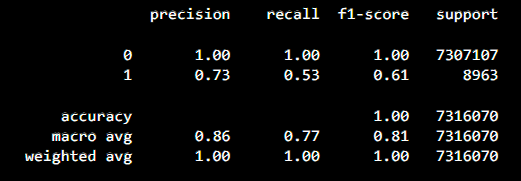 precision recall f1-score support
0 1.00 1.00 1.00 7307107
1 0.73 0.53 0.61 8963
accuracy 1.00 7316070
macro avg 0.86 0.77 0.81 7316070
weighted avg 1.00 1.00 1.00 7316070